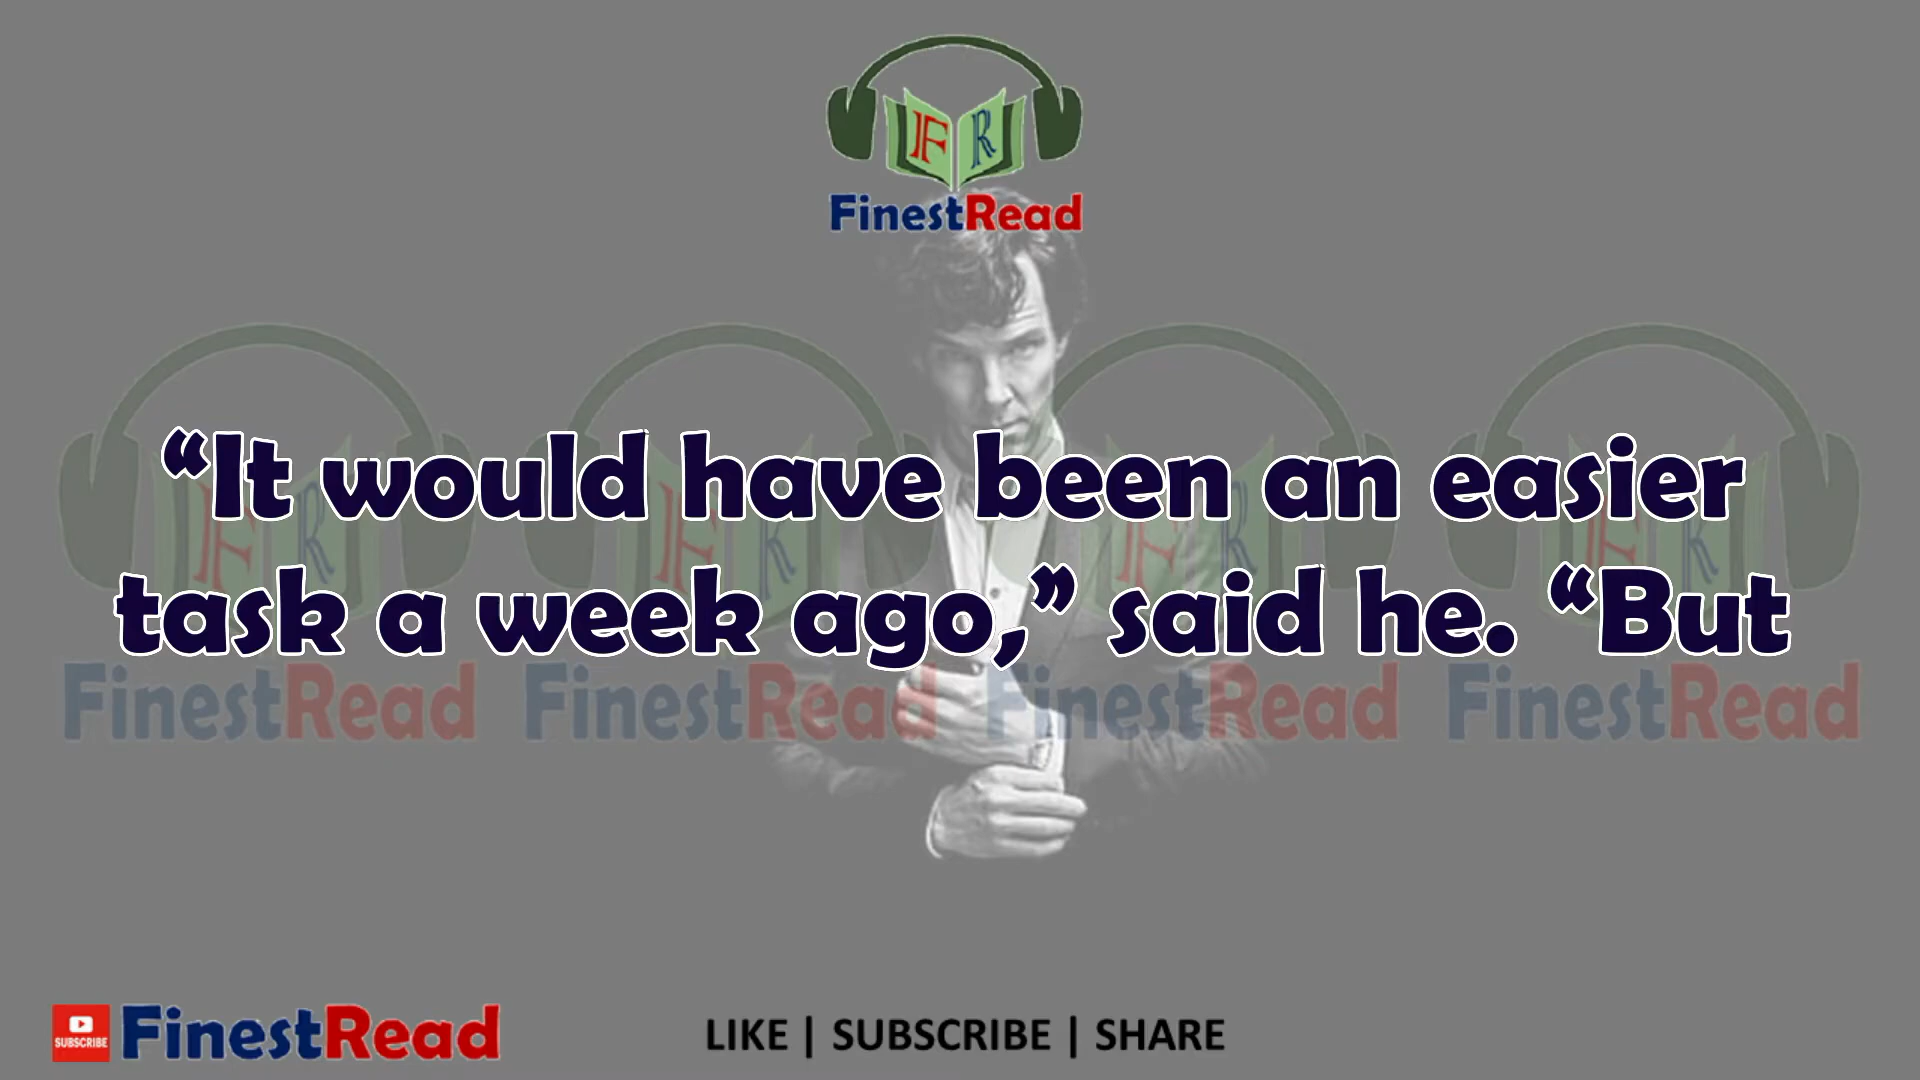 F R
FinestRead
“It would have been an easier
task a week ago,” said he. “But
F R F R F R F R
FinestRead FinestRead FinestRead FinestRead
SUBSCRIBE FinestRead LIKE | SUBSCRIBE | SHARE